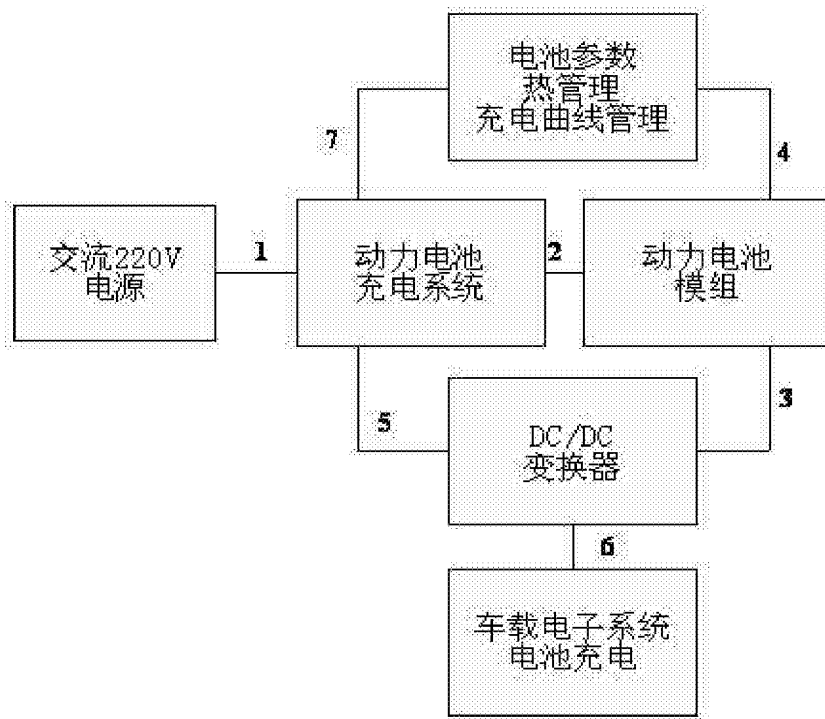 电池参数
热管理
充电曲线管理
7
4
交流220V
电源
1
动力电池
充电系统
2
动力电池
模组
5
3
DC/DC
变换器
6
车载电子系统
电池充电